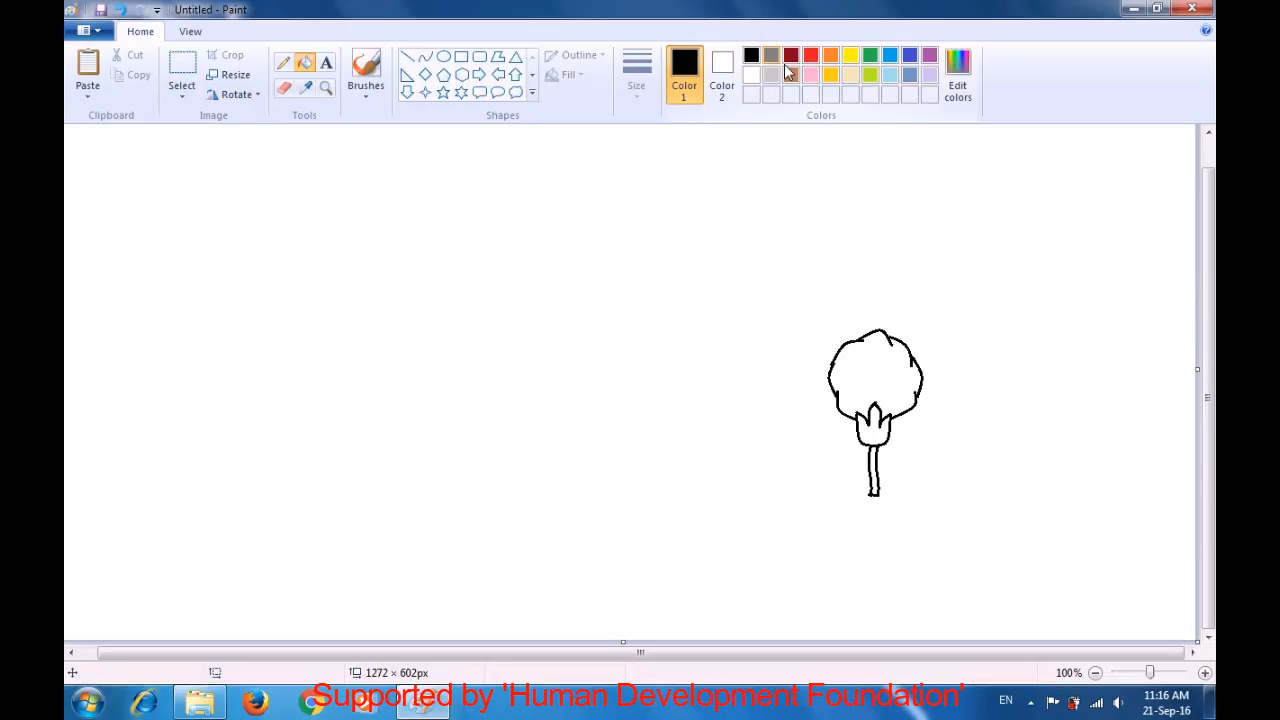 Untitled - Paint
Home
View
Paste
Cut
Copy
Clipboard
Select
Crop
Resize
Rotate
Image
A
Tools
Brushes
Outline
Fill
Shapes
Size
Color 1
Color 2
Edit colors
Colors
1272 × 602px
100%
EN
11:16 AM
21-Sep-16
Supported by 'Human Development Foundation'